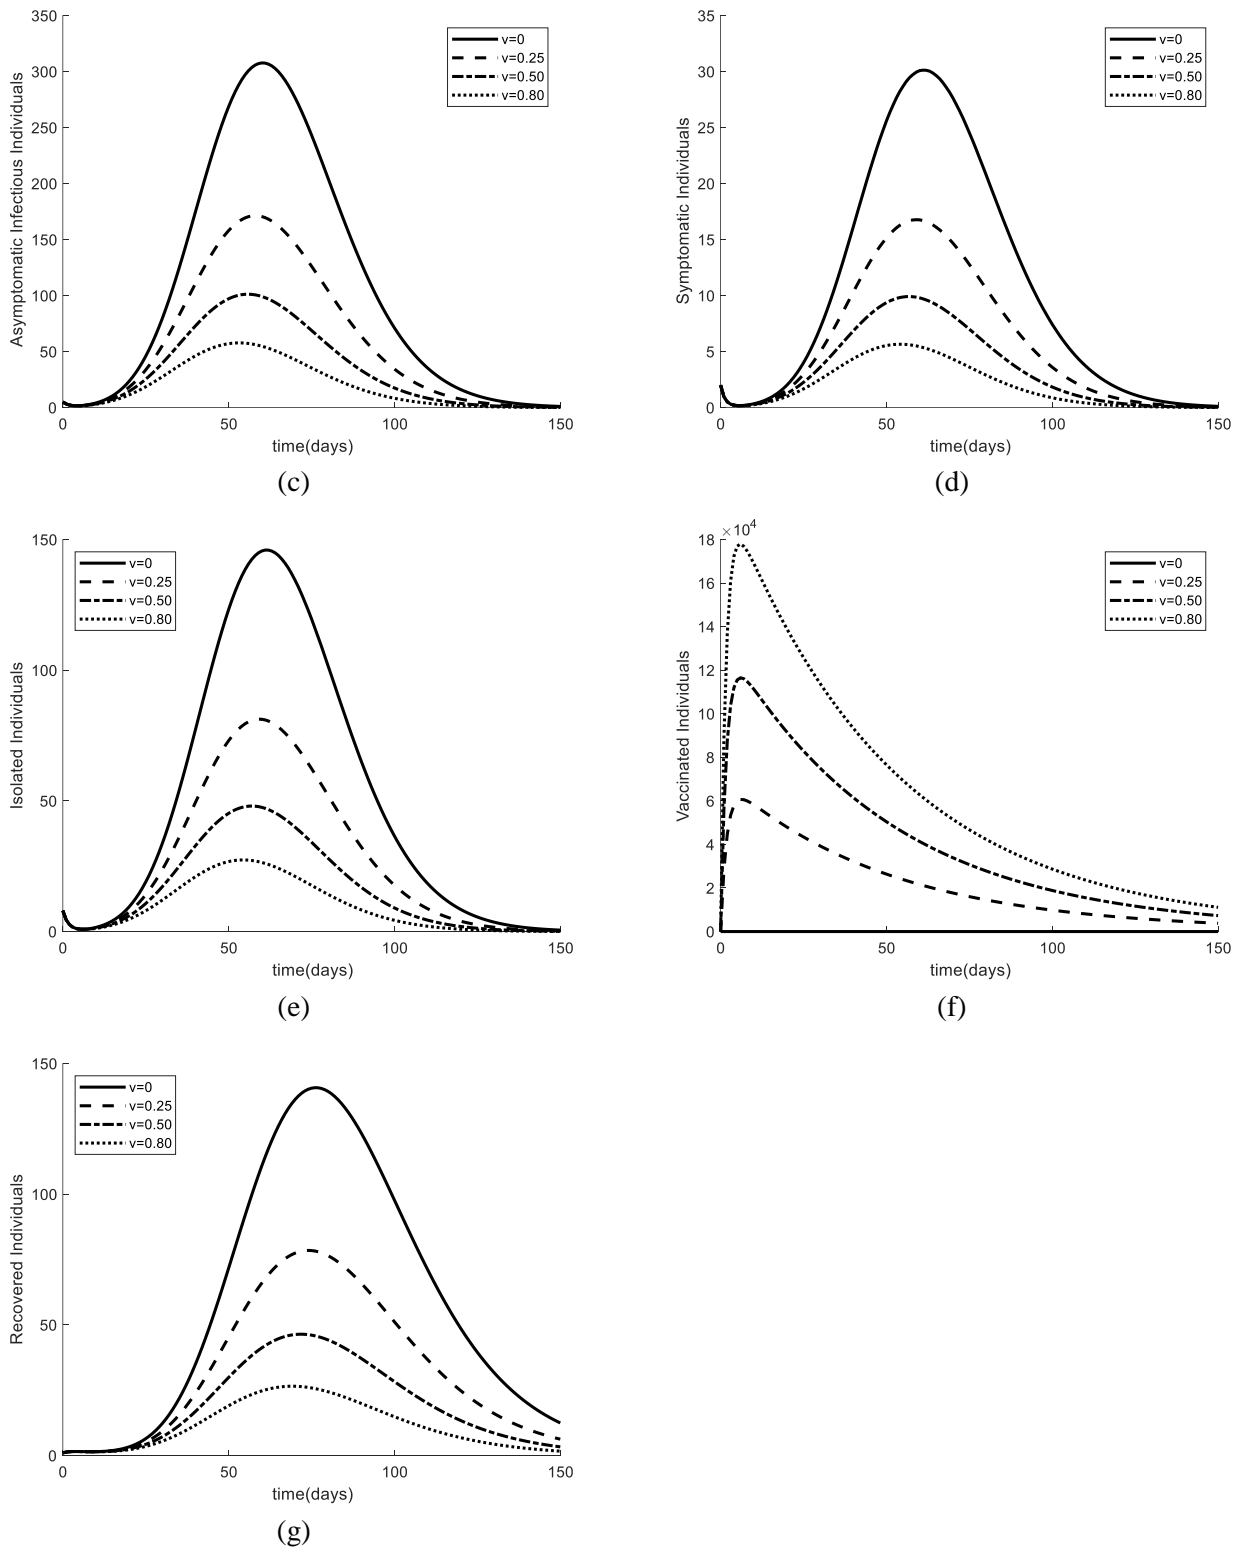 350
300
250
200
150
100
50
0
Asymptomatic Infectious Individuals
v=0
v=0.25
v=0.50
v=0.80
0 50 100 150
time(days)
(c)
35
30
25
20
15
10
5
0
Symptomatic Individuals
v=0
v=0.25
v=0.50
v=0.80
0 50 100 150
time(days)
(d)
150
100
50
0
Isolated Individuals
v=0
v=0.25
v=0.50
v=0.80
0 50 100 150
time(days)
(e)
×10⁴
18
16
14
12
10
8
6
4
2
0
Vaccinated Individuals
v=0
v=0.25
v=0.50
v=0.80
0 50 100 150
time(days)
(f)
150
100
50
0
Recovered Individuals
v=0
v=0.25
v=0.50
v=0.80
0 50 100 150
time(days)
(g)